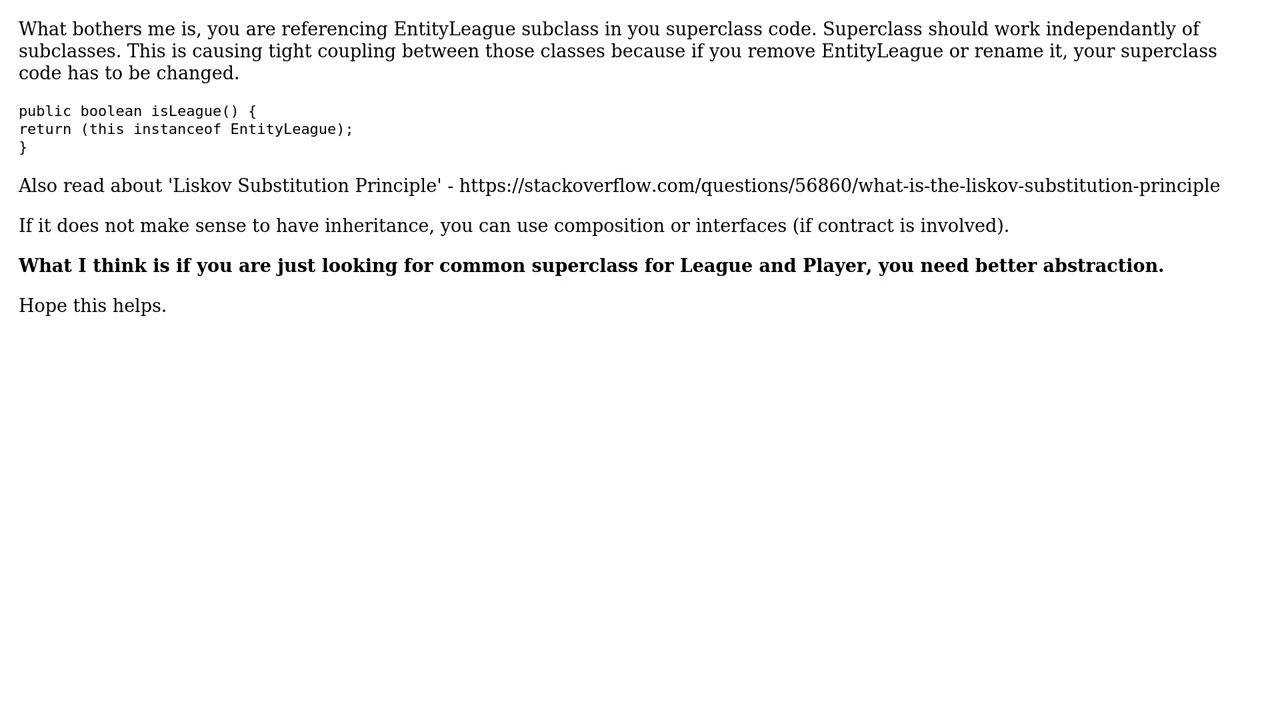 What bothers me is, you are referencing EntityLeague subclass in you superclass code. Superclass should work independantly of
subclasses. This is causing tight coupling between those classes because if you remove EntityLeague or rename it, your superclass
code has to be changed.
public boolean isLeague() {
return (this instanceof EntityLeague);
}
Also read about 'Liskov Substitution Principle' - https://stackoverflow.com/questions/56860/what-is-the-liskov-substitution-principle
If it does not make sense to have inheritance, you can use composition or interfaces (if contract is involved).
What I think is if you are just looking for common superclass for League and Player, you need better abstraction.
Hope this helps.